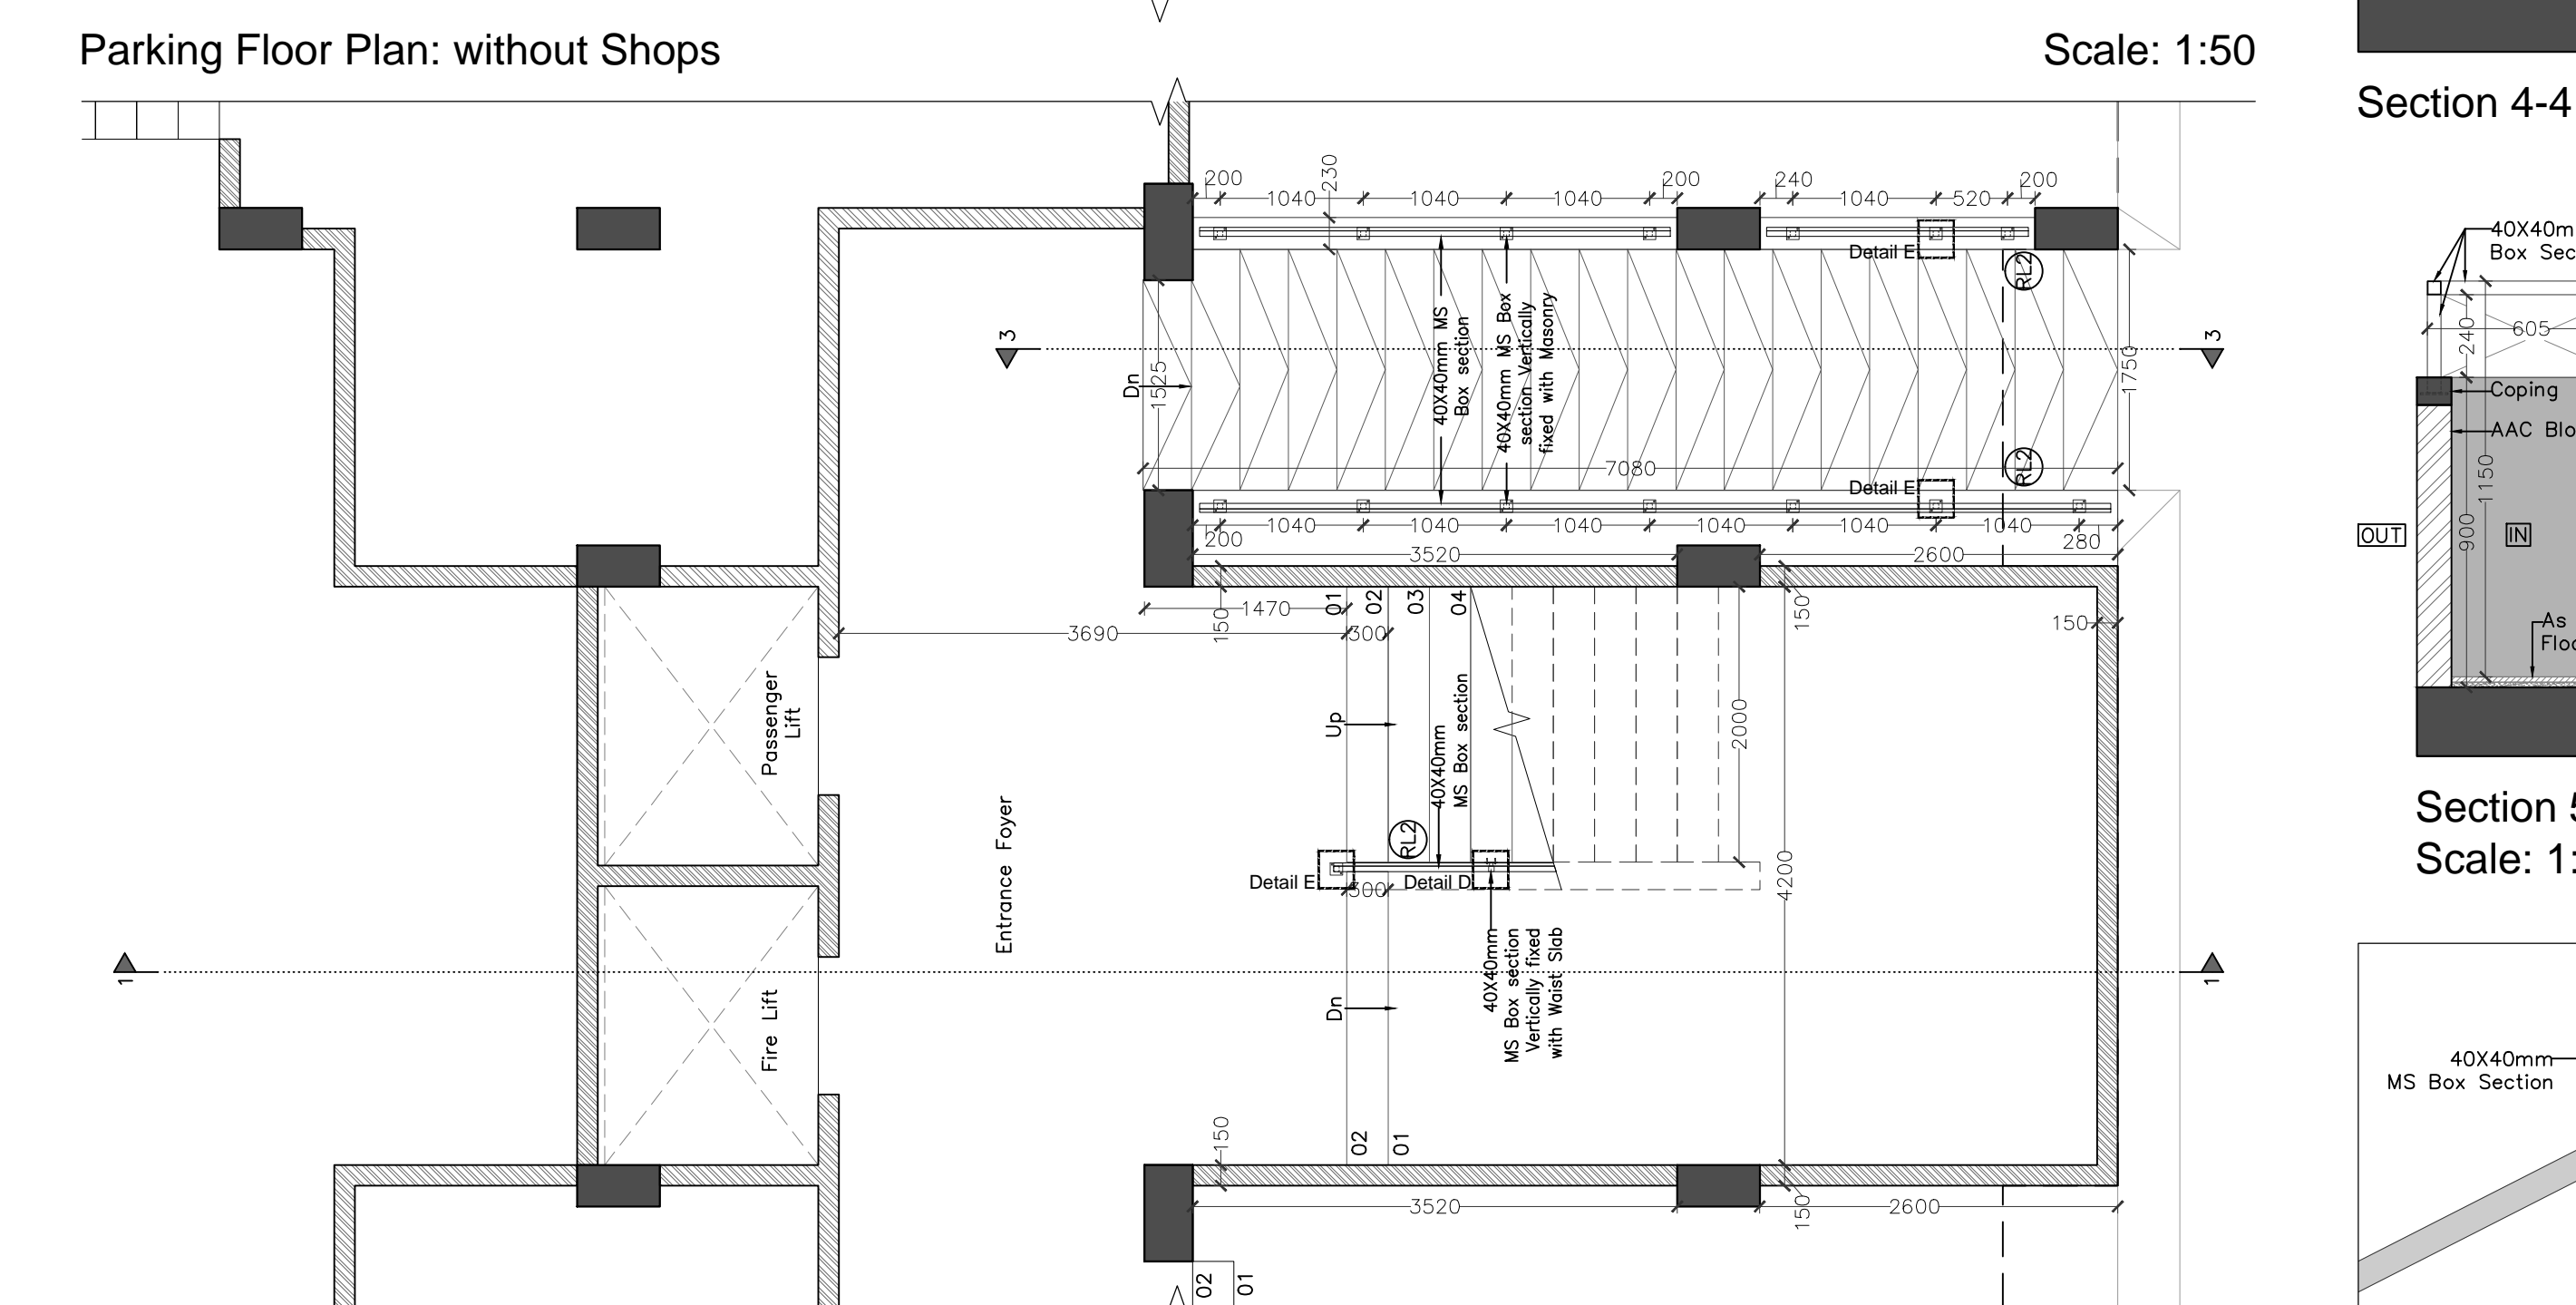 Parking Floor Plan: without Shops
Scale: 1:50
Section 4-4
200
1040
230
1040
1040
200
240
1040
520
200
Detail E
RL2
3
3
Dn
1525
40X40mm MS
Box section
40X40mm MS Box
section Vertically
fixed with Masonry
1750
7080
RL2
Detail E
200
1040
1040
1040
1040
1040
1040
280
3520
2600
1470
150
01
02
03
04
150
150
3690
300
Passenger
Lift
Up
40X40mm
MS Box section
2000
4200
Entrance Foyer
RL2
Detail E
300
Detail D
40X40mm
MS Box section
Vertically fixed
with Waist Slab
1
1
Fire Lift
Dn
150
02
01
3520
150
2600
02
01
40X40m
Box Sec
240
605
Coping
AAC Blo
1150
900
OUT
IN
As
Floo
Section 5
Scale: 1:
40X40mm
MS Box Section